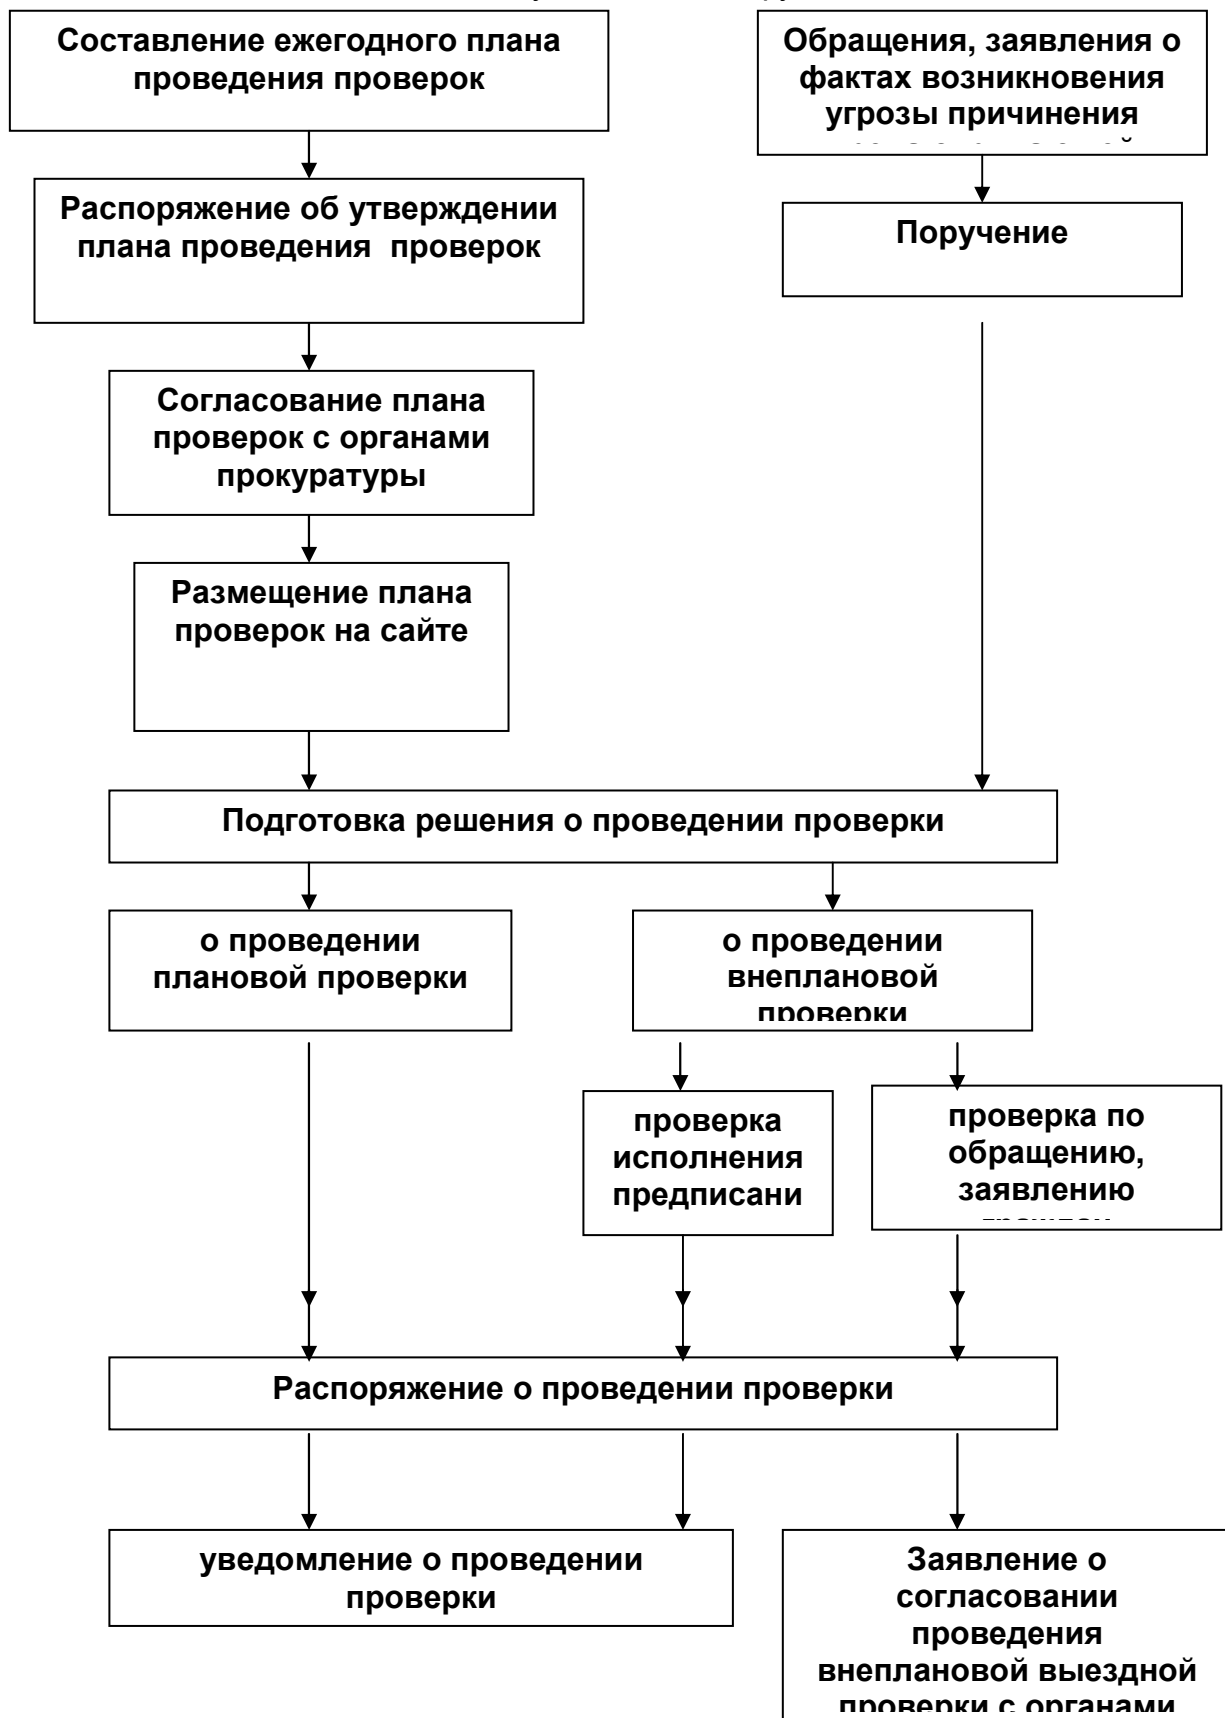 Составление ежегодного плана
проведения проверок
Обращения, заявления о
фактах возникновения
угрозы причинения
Распоряжение об утверждении
плана проведения проверок
Поручение
Согласование плана
проверок с органами
прокуратуры
Размещение плана
проверок на сайте
Подготовка решения о проведении проверки
о проведении
плановой проверки
о проведении
внеплановой
проверки
проверка
исполнения
предписани
проверка по
обращению,
заявлению
Распоряжение о проведении проверки
уведомление о проведении
проверки
Заявление о
согласовании
проведения
внеплановой выездной
проверки с органами